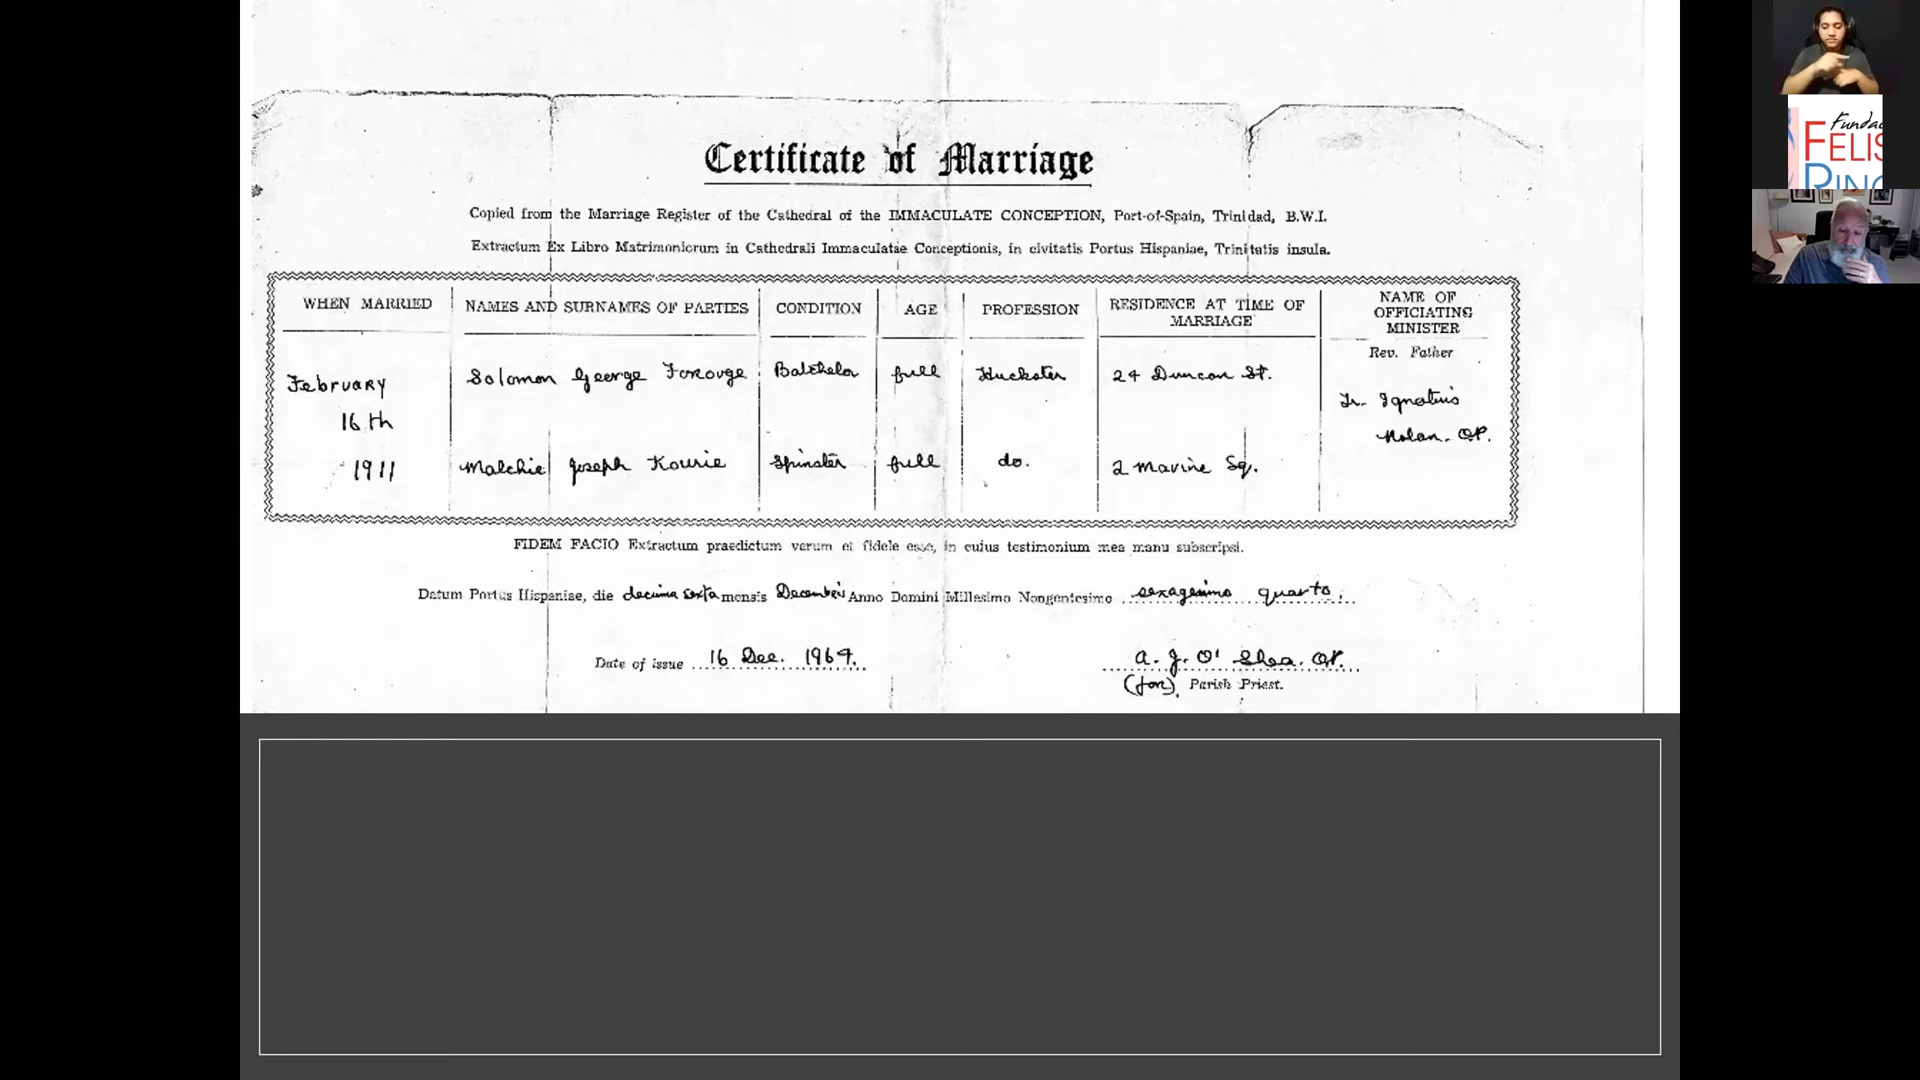 Certificate of Marriage
Copied from the Marriage Register of the Cathedral of the IMMACULATE CONCEPTION, Port-of-Spain, Trinidad, B.W.I.
Extractum Ex Libro Matrimoniorum in Cathedrali Immaculatae Conceptionis, in civitatis Portus Hispaniae, Trinitatis insula.
WHEN MARRIED NAMES AND SURNAMES OF PARTIES CONDITION AGE PROFESSION RESIDENCE AT TIME OF MARRIAGE NAME OF OFFICIATING MINISTER
Rev. Father
February Solomon George Forouge Batchelor full Huckster 24 Duncan St.
Fr. Ignatius
16th
Nolan. O.P.
1911 Malchie Joseph Kourie Spinster full do. 2 Marine Sq.
FIDEM FACIO Extractum praedictum verum et fidele esse, in cuius testimonium mea manu subscripsi.
Datum Portus Hispaniae, die decima sexta mensis Decembris Anno Domini Millesimo Nongentesimo sexagesimo quarto.
Date of issue 16 Dec. 1964. A. J. O' Shea. O.P.
(for) Parish Priest.
Fundac
FELIS
RINC